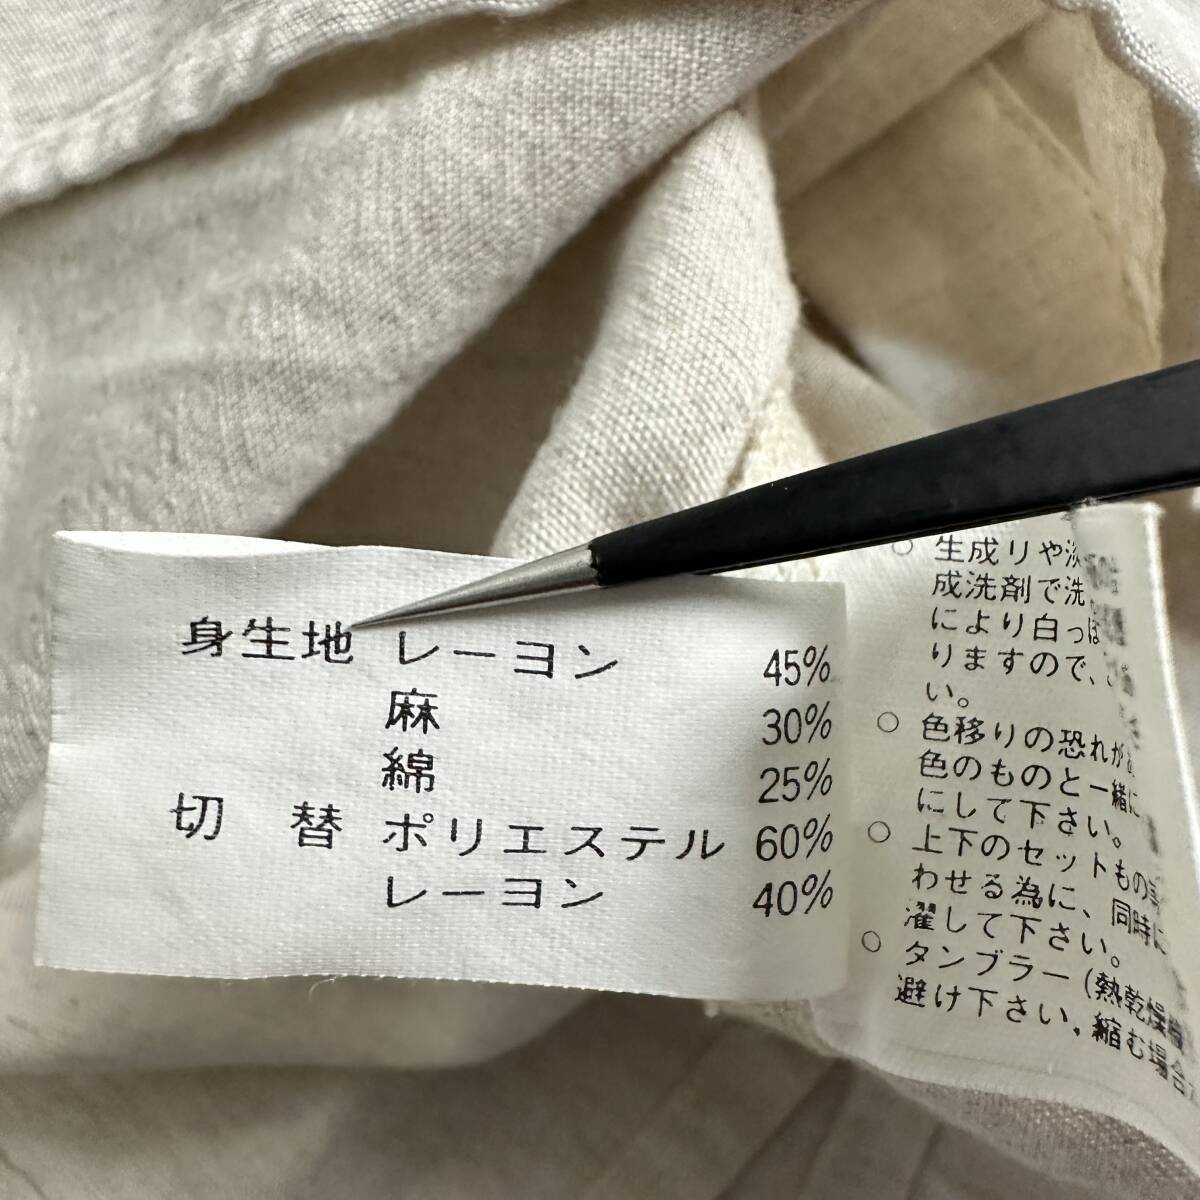 身生地 レーヨン 45%
麻 30%
綿 25%
切 替 ポリエステル 60%
レーヨン 40%
○ 生成りや淡
成洗剤で洗
により白っぽ
りますので、
い。
○ 色移りの恐れが
色のものと一緒に
にして下さい。
○ 上下のセットもの
わせる為に、同時に
濯して下さい。
○ タンブラー(熱乾燥機
避け下さい。縮む場合